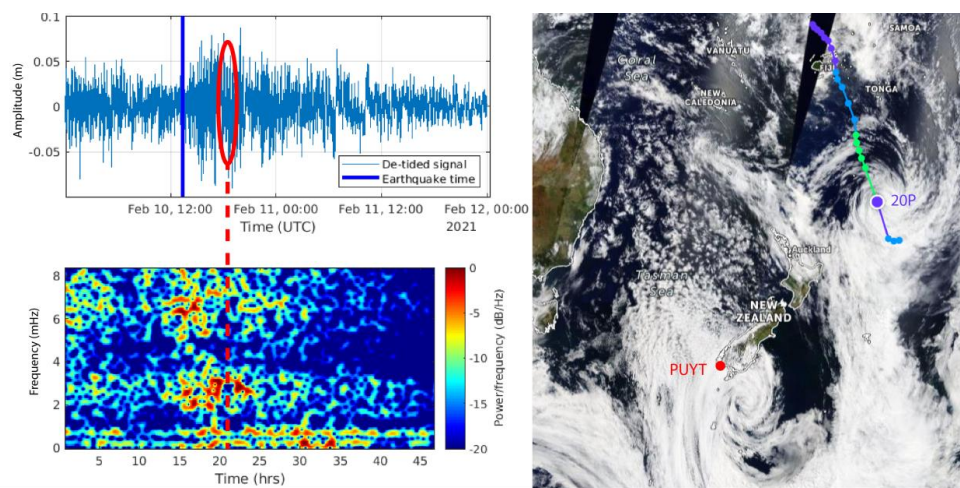 0.1
0.05
0
-0.05
Amplitude (m)
De-tided signal
Earthquake time
Feb 10, 12:00
Feb 11, 00:00
Feb 11, 12:00
Feb 12, 00:00
Time (UTC)
2021
8
6
4
2
0
Frequency (mHz)
5
10
15
20
25
30
35
40
45
Time (hrs)
0
-5
-10
-15
-20
Power/frequency (dB/Hz)
SAMOA
VANUATU
Coral
Sea
FIJI
TONGA
NEW
CALEDONIA
20P
Auckland
Tasman
Sea
NEW
ZEALAND
PUYT